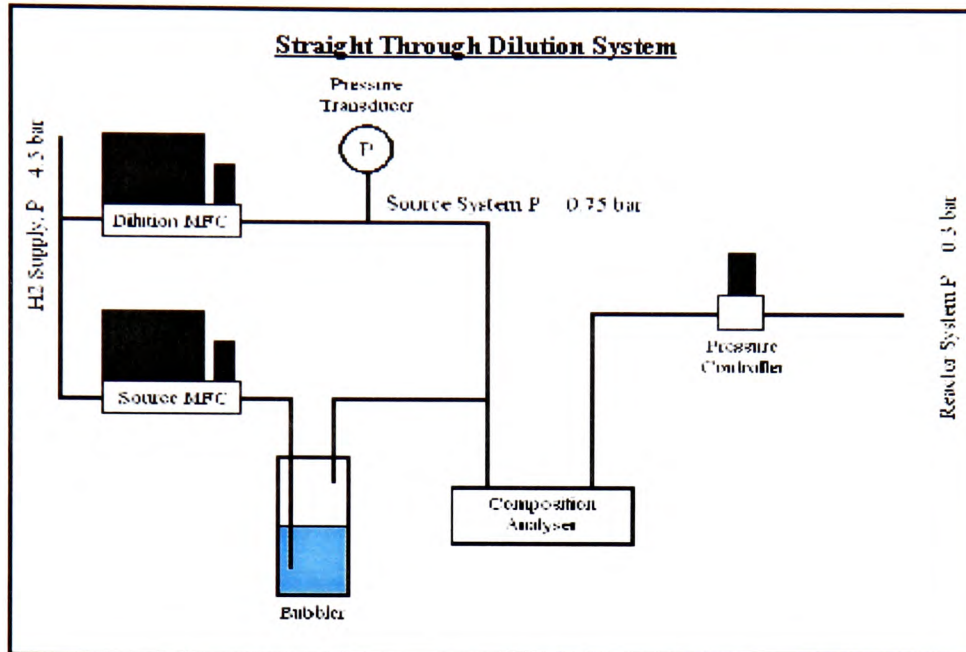 Straight Through Dilution System
Pressure
Transducer
P
H2 Supply, P 4.5 bar
Dilution MFC
Source System P 0.75 bar
Reactor System P 0.3 bar
Source MFC
Pressure
Controller
Composition
Analyser
Bubbler